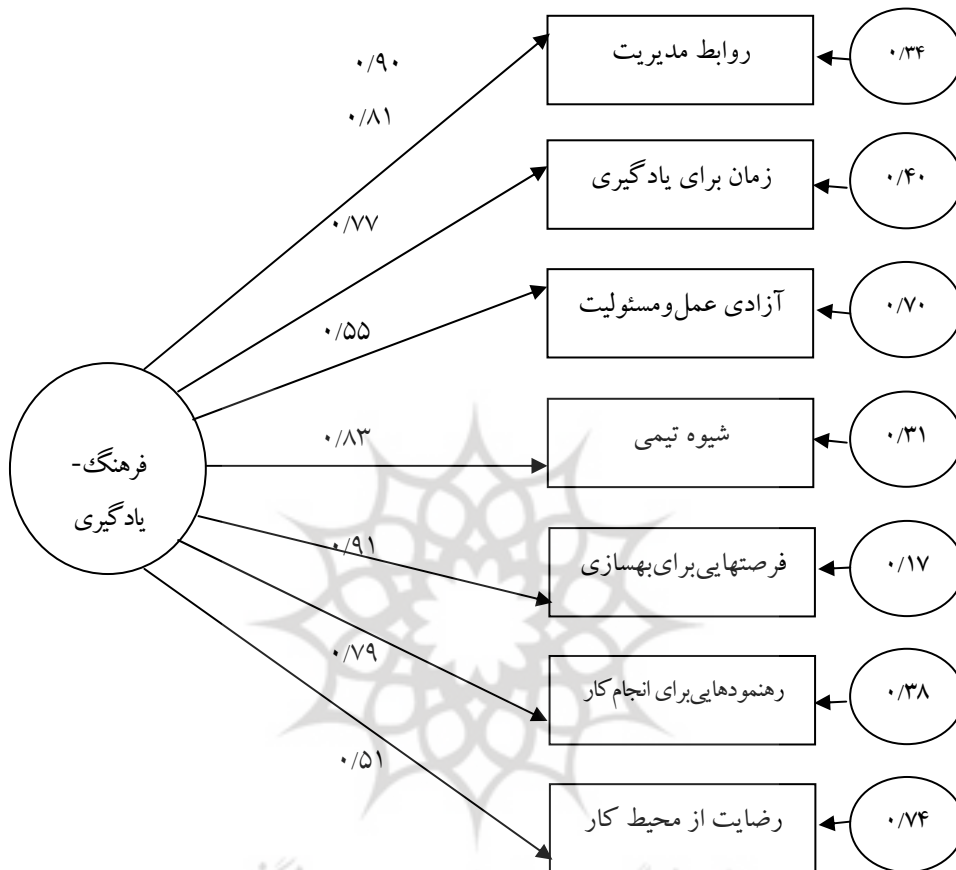 ۰/۹۰
۰/۸۱
روابط مدیریت
۰/۳۴
۰/۷۷
زمان برای یادگیری
۰/۴۰
۰/۵۵
آزادی عمل‌ومسئولیت
۰/۷۰
فرهنگ-
یادگیری
۰/۸۳
شیوه تیمی
۰/۳۱
۰/۹۱
فرصتهایی‌برای‌بهسازی
۰/۱۷
۰/۷۹
رهنمودهایی‌برای انجام‌کار
۰/۳۸
۰/۵۱
رضایت از محیط کار
۰/۷۴